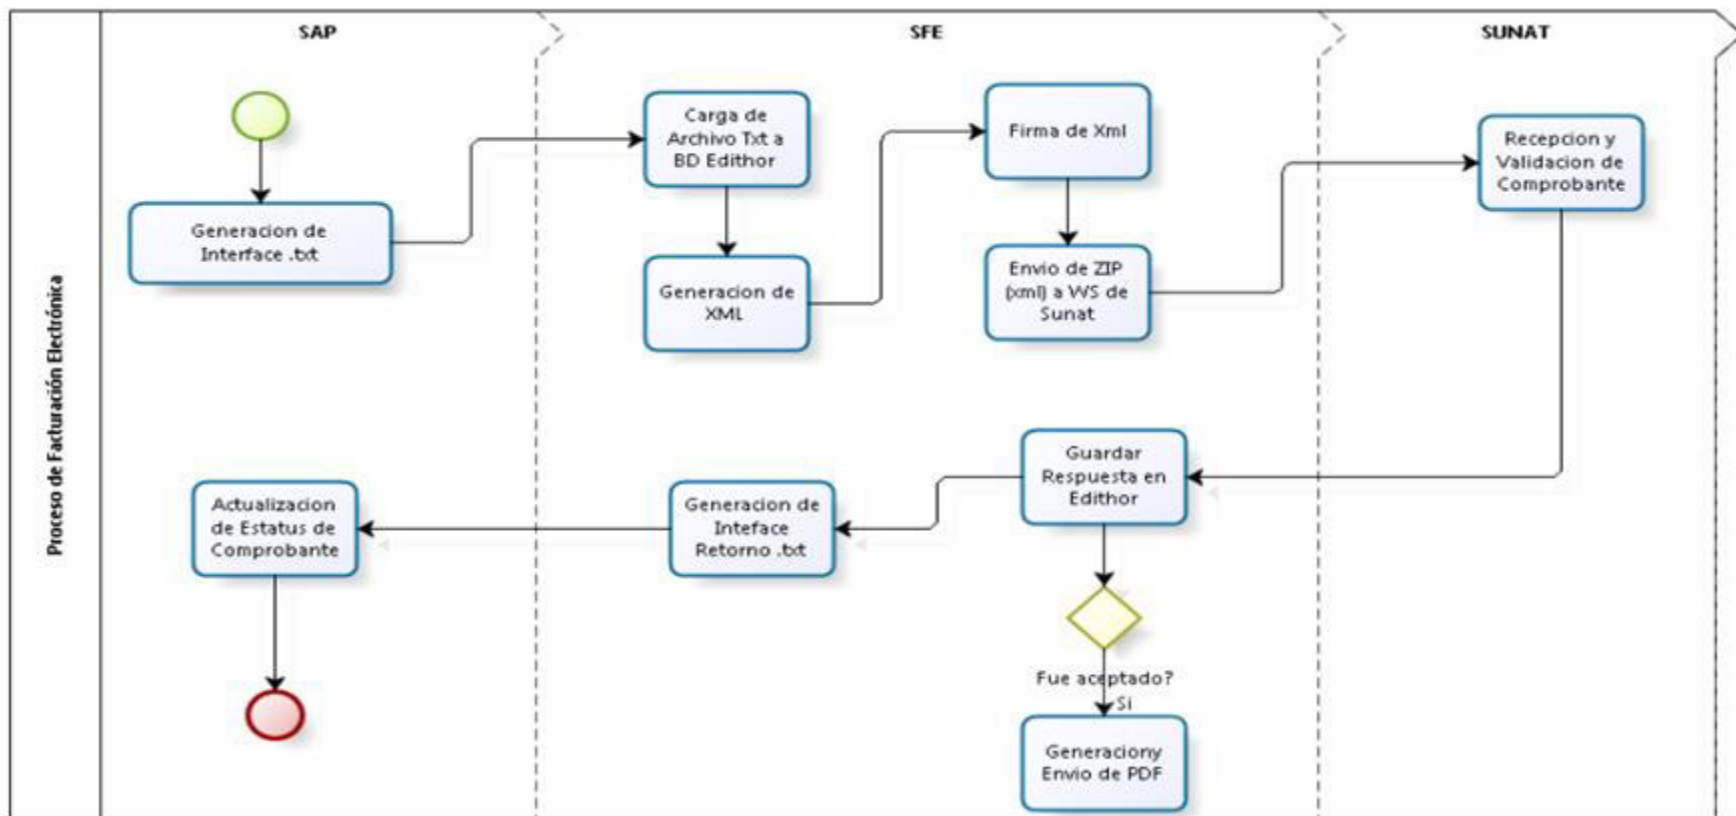 SAP
SFE
SUNAT
Proceso de Facturación Electrónica
Generacion de
Interface .txt
Carga de
Archivo Txt a
BD Edithor
Generacion de
XML
Firma de Xml
Envio de ZIP
(xml) a WS de
Sunat
Recepcion y
Validacion de
Comprobante
Guardar
Respuesta en
Edithor
Generacion de
Inteface
Retorno .txt
Actualizacion
de Estatus de
Comprobante
Fue aceptado?
Si
Generaciony
Envio de PDF